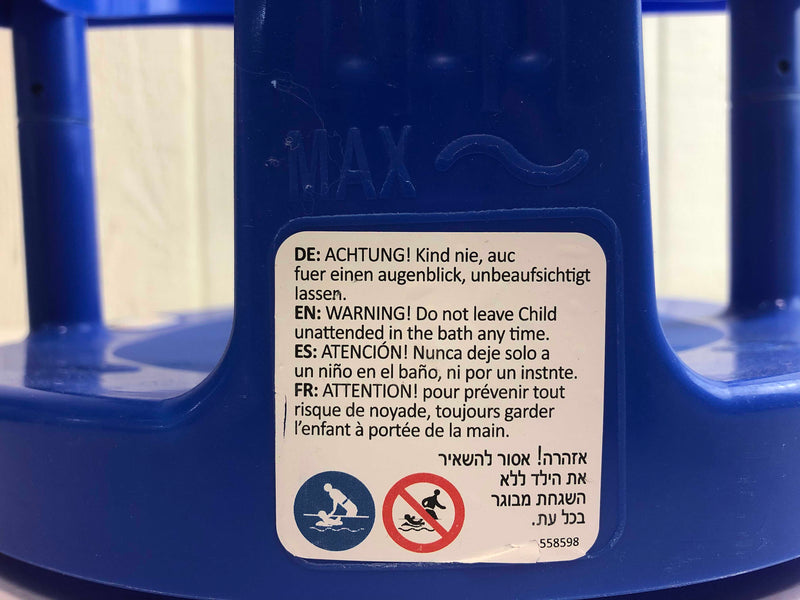 MAX
DE: ACHTUNG! Kind nie, auc
fuer einen augenblick, unbeaufsichtigt
lassen.
EN: WARNING! Do not leave Child
unattended in the bath any time.
ES: ATENCIÓN! Nunca deje solo a
un niño en el baño, ni por un instnte.
FR: ATTENTION! pour prévenir tout
risque de noyade, toujours garder
l'enfant à portée de la main.
אזהרה! אסור להשאיר
את הילד ללא
השגחת מבוגר
בכל עת.
558598